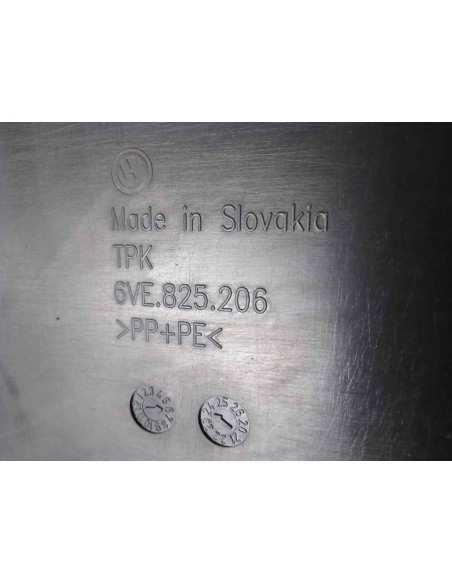 Made in Slovakia
TPK
6VE.825.206
>PP+PE<